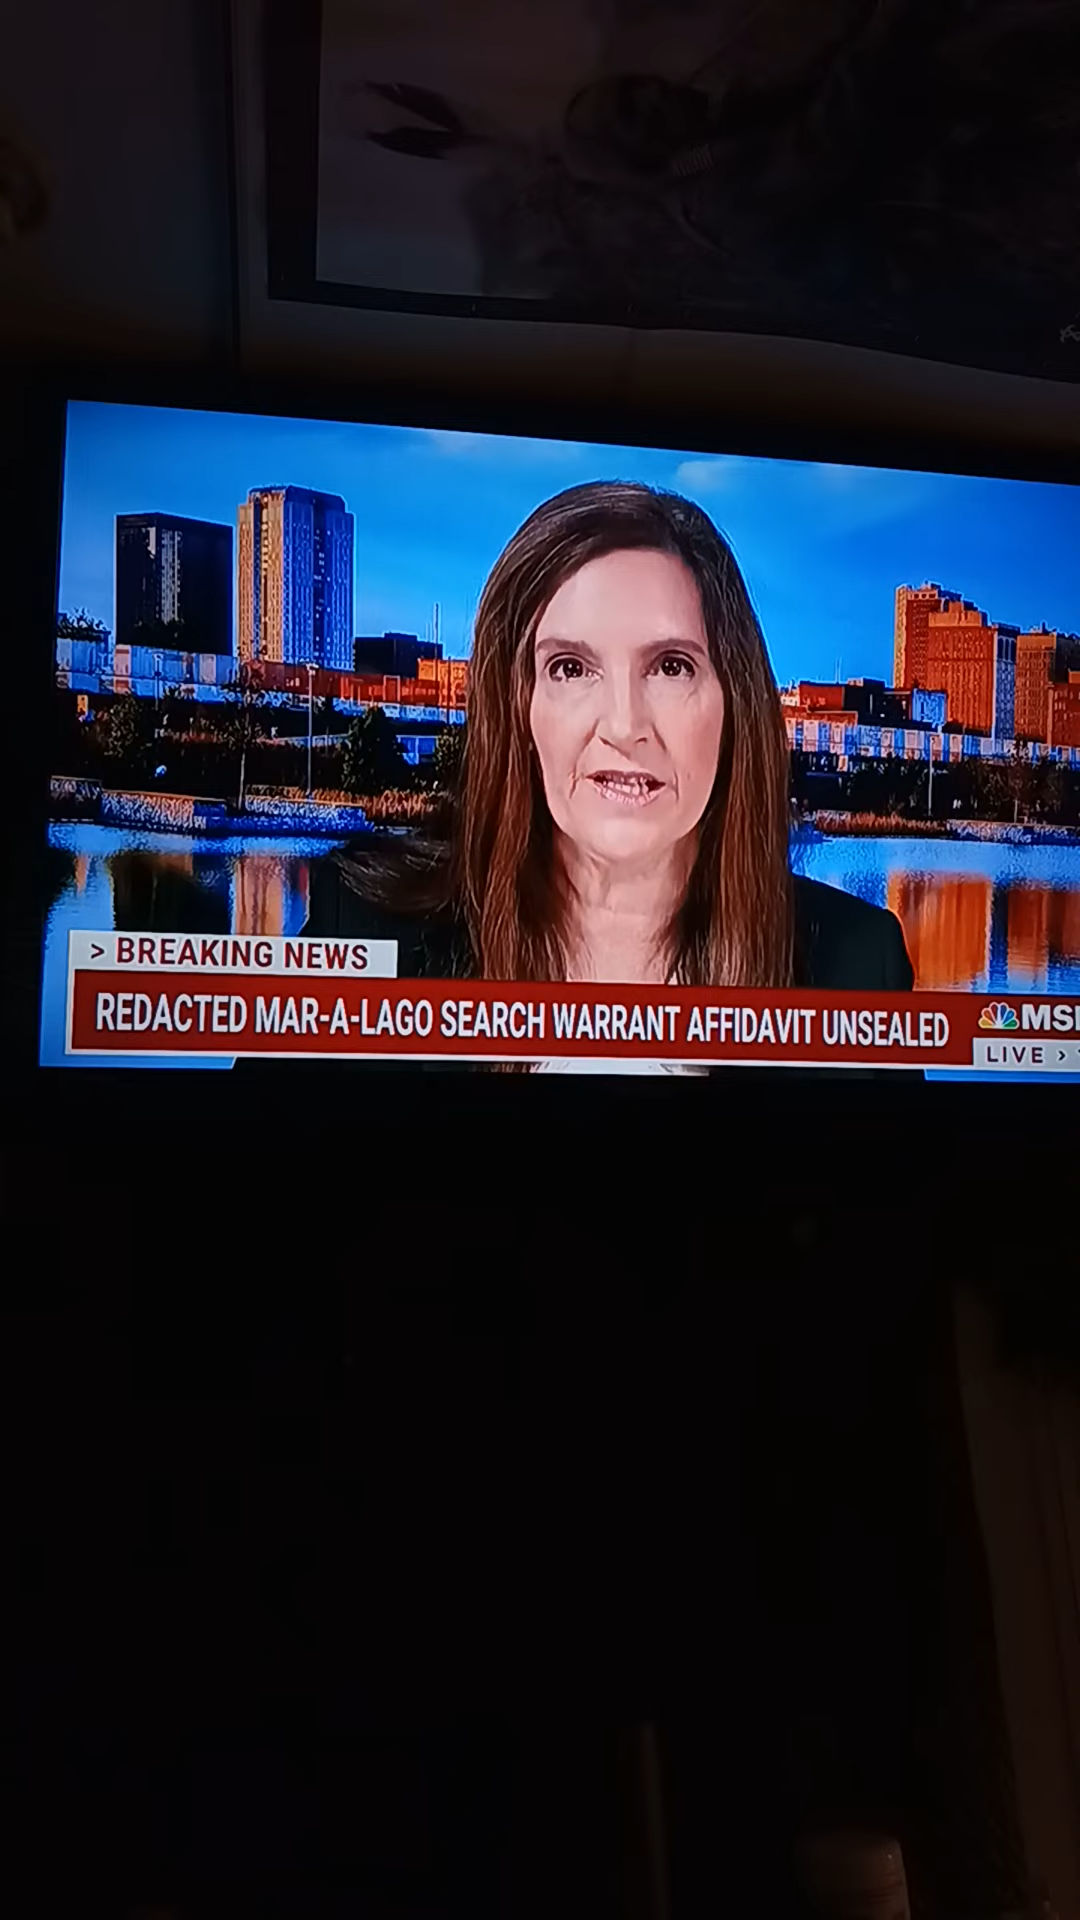 > BREAKING NEWS
REDACTED MAR-A-LAGO SEARCH WARRANT AFFIDAVIT UNSEALED
LIVE >